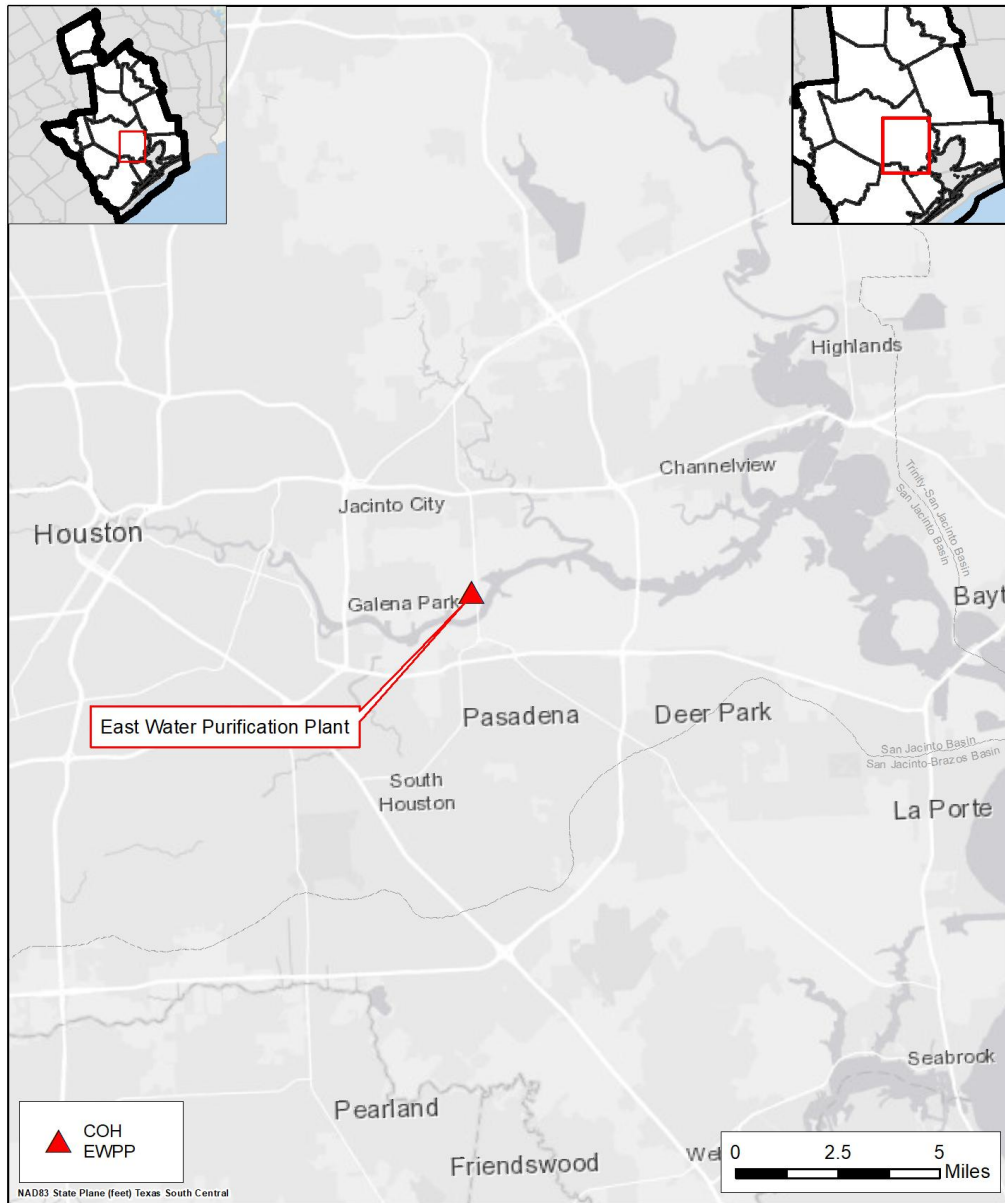 Highlands
Channelview
Jacinto City
Trinity-San Jacinto Basin
San Jacinto Basin
Houston
Galena Park
Bayt
East Water Purification Plant
Pasadena
Deer Park
San Jacinto Basin
San Jacinto-Brazos Basin
South
Houston
La Porte
Seabrook
Pearland
Friendswood
We
COH
EWPP
0 2.5 5
Miles
NAD83 State Plane (feet) Texas South Central